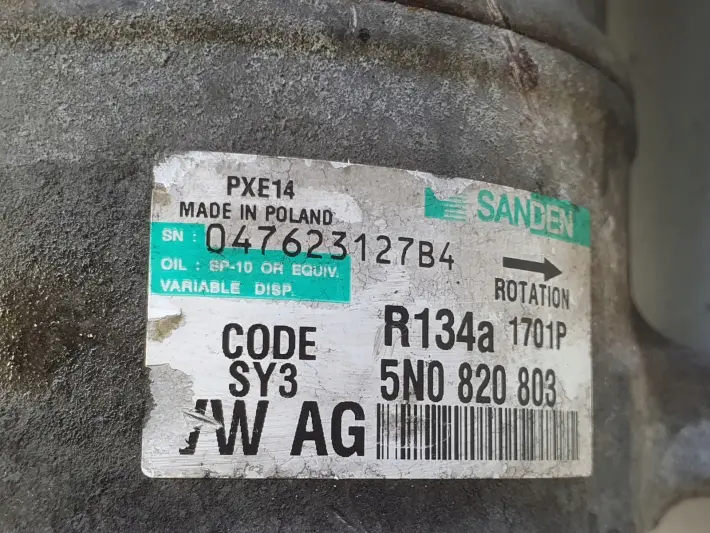 PXE14
MADE IN POLAND
SANDEN
SN : 047623127B4
OIL : SP-10 OR EQUIV.
VARIABLE DISP.
ROTATION
R134a 1701P
CODE
SY3
5N0 820 803
VW AG